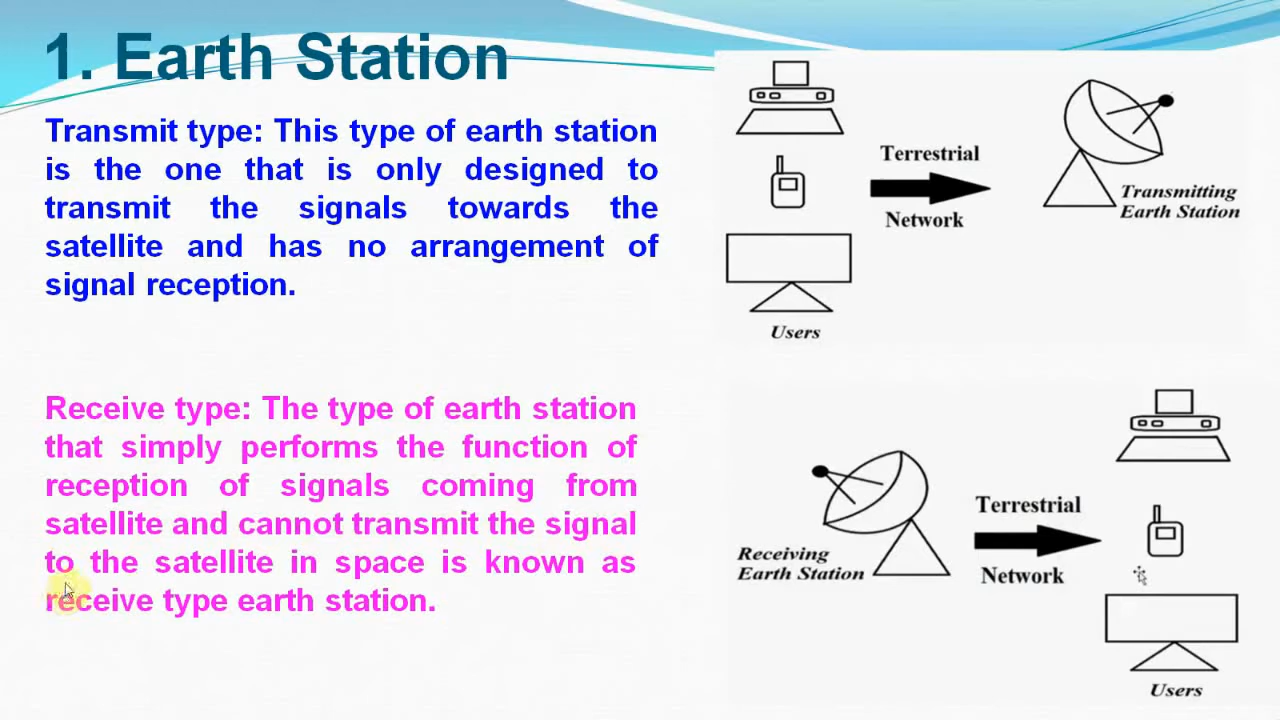 1. Earth Station
Transmit type: This type of earth station
is the one that is only designed to
transmit the signals towards the
satellite and has no arrangement of
signal reception.
Terrestrial
Network
Transmitting
Earth Station
Users
Receive type: The type of earth station
that simply performs the function of
reception of signals coming from
satellite and cannot transmit the signal
to the satellite in space is known as
receive type earth station.
Receiving
Earth Station
Terrestrial
Network
Users